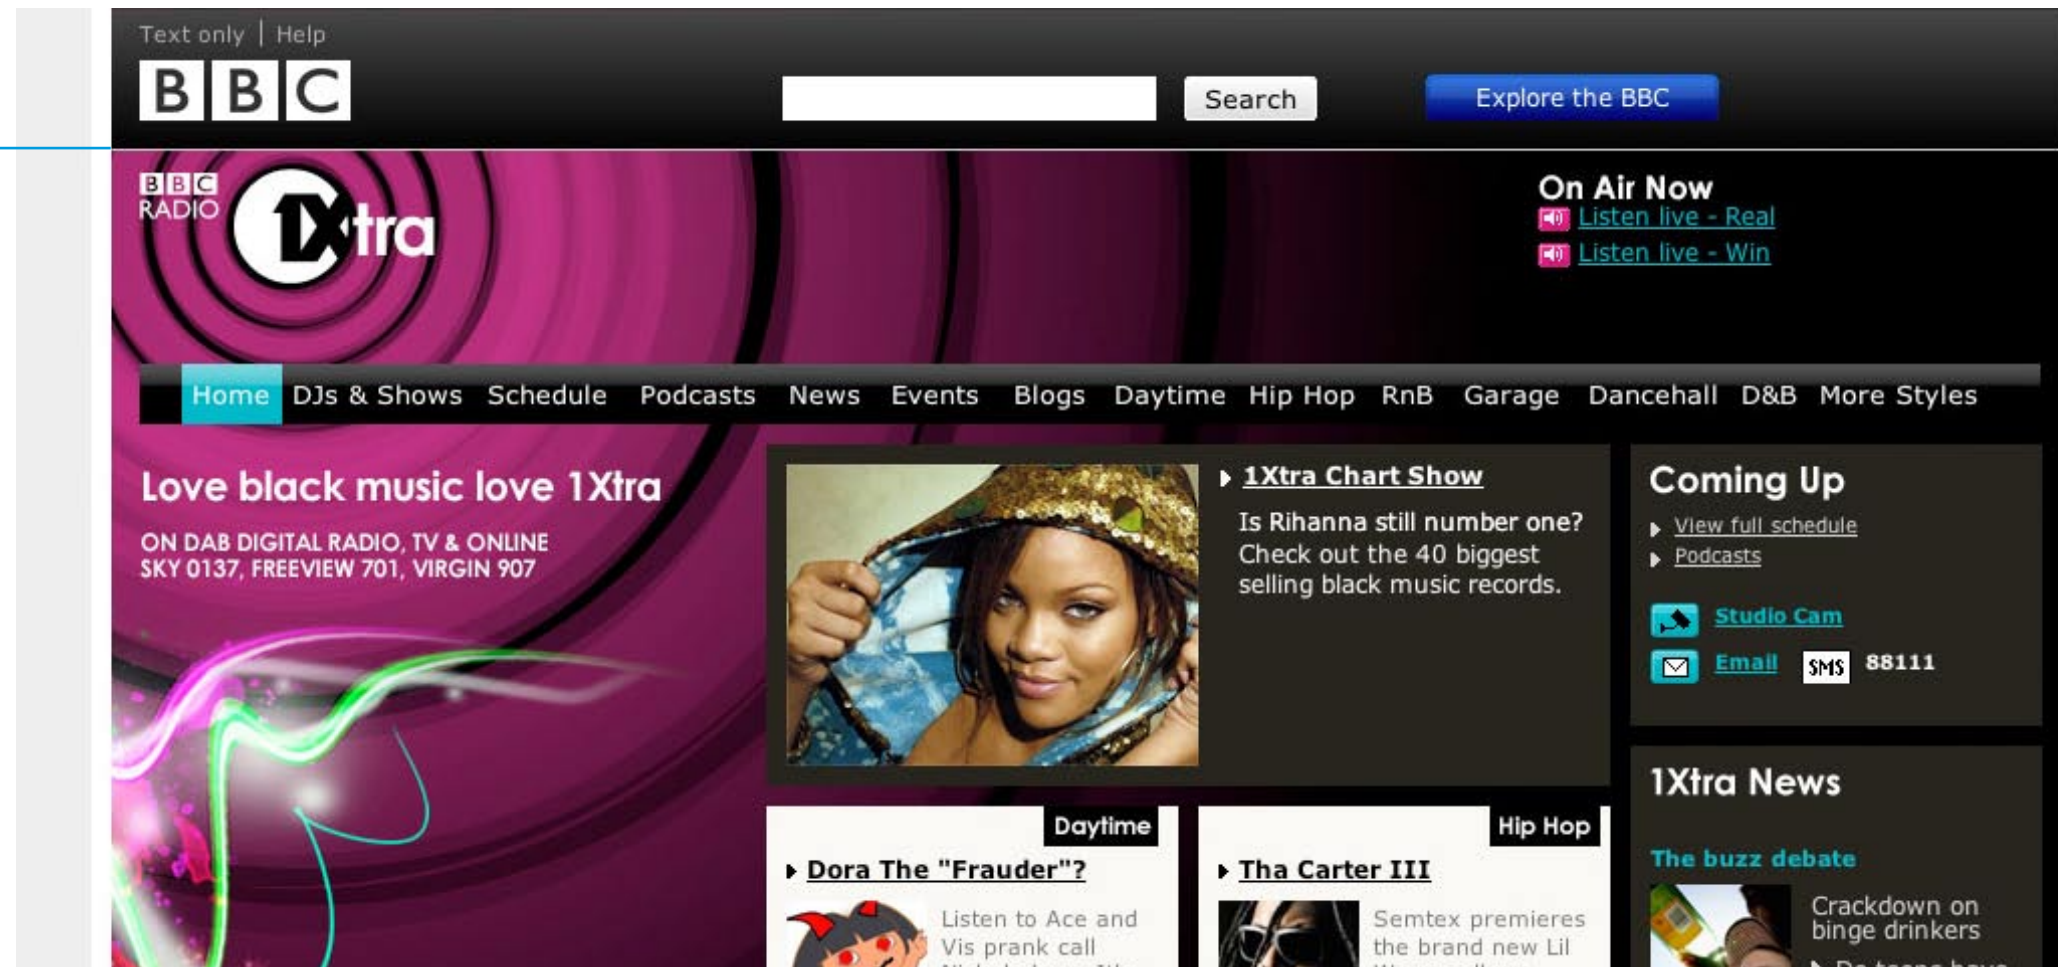 Text only | Help
BBC
Search
Explore the BBC
BBC
RADIO
1Xtra
On Air Now
Listen live - Real
Listen live - Win
Home DJs & Shows Schedule Podcasts News Events Blogs Daytime Hip Hop RnB Garage Dancehall D&B More Styles
Love black music love 1Xtra
ON DAB DIGITAL RADIO, TV & ONLINE
SKY 0137, FREEVIEW 701, VIRGIN 907
1Xtra Chart Show
Is Rihanna still number one?
Check out the 40 biggest
selling black music records.
Coming Up
View full schedule
Podcasts
Studio Cam
Email SMS 88111
Daytime
Dora The "Frauder"?
Listen to Ace and
Vis prank call
Hip Hop
Tha Carter III
Semtex premieres
the brand new Lil
1Xtra News
The buzz debate
Crackdown on
binge drinkers
Do teens have